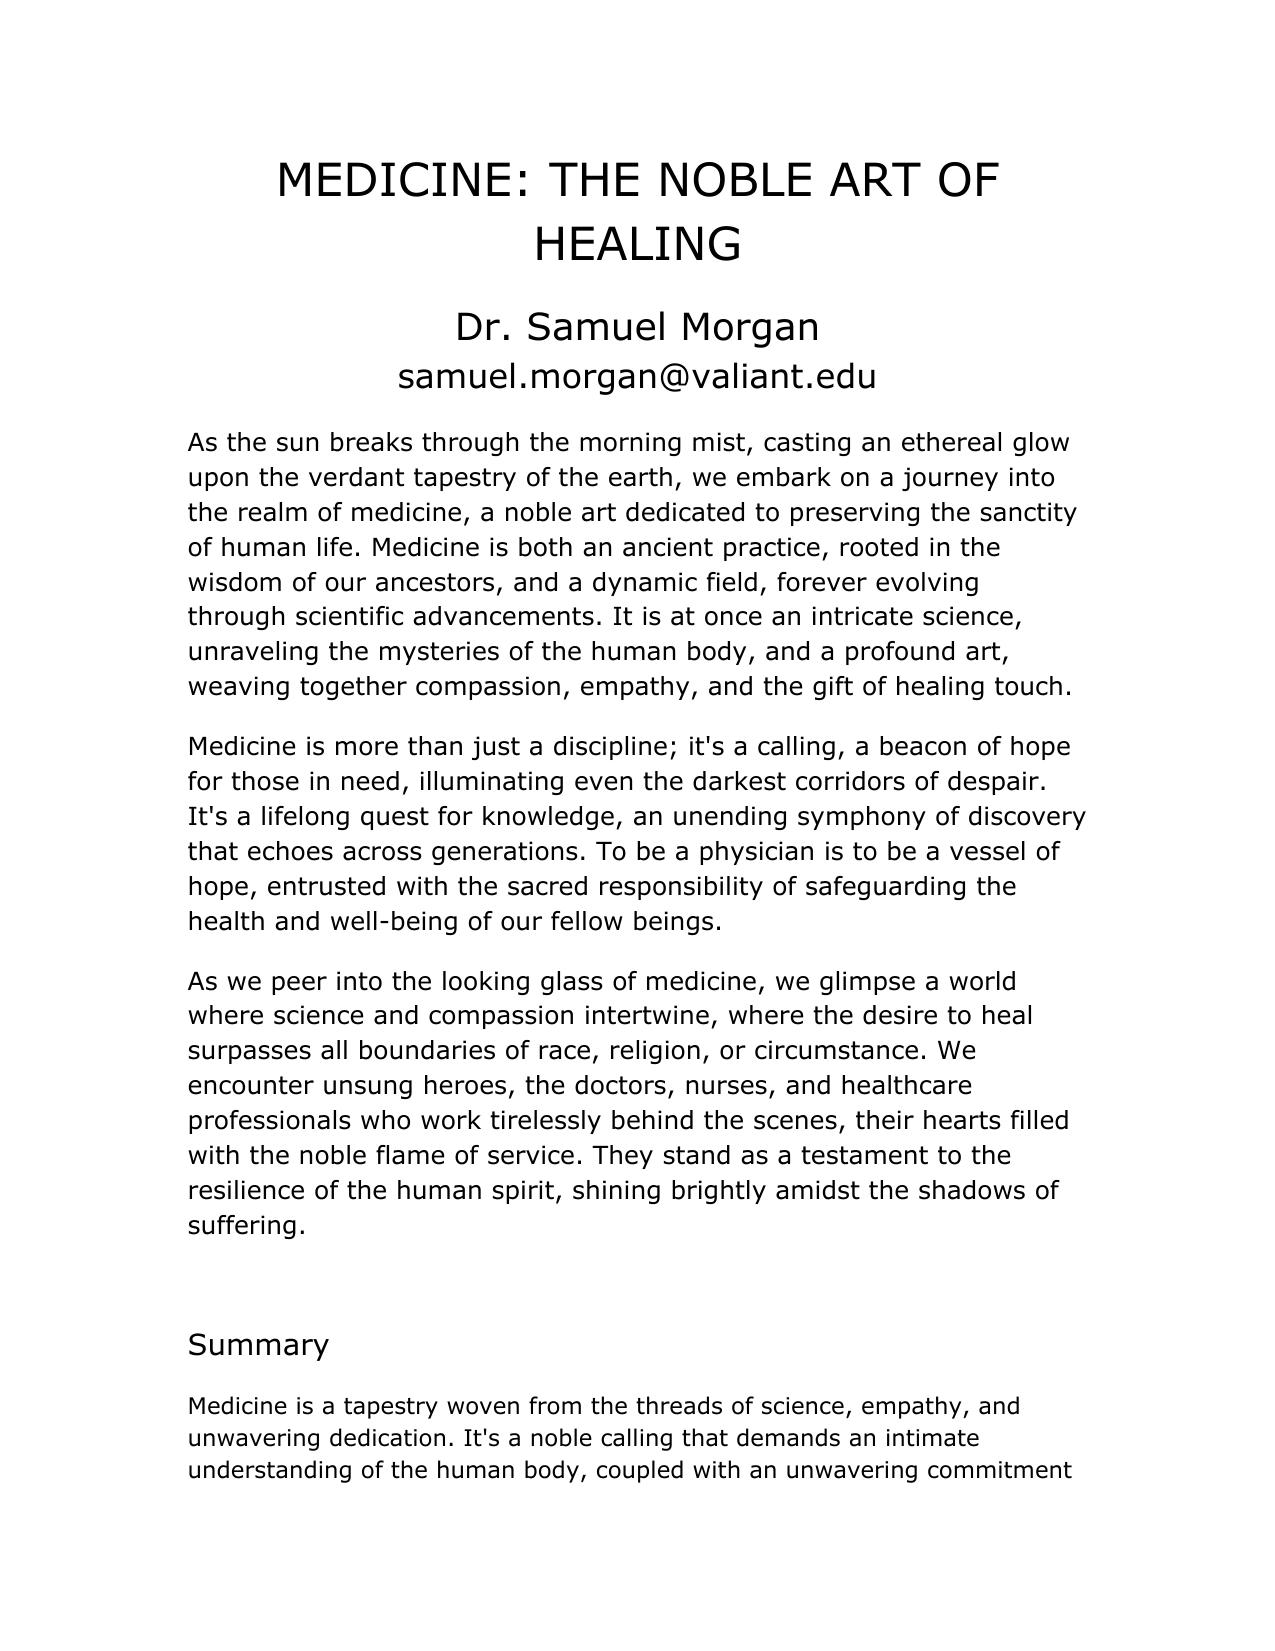 MEDICINE: THE NOBLE ART OF
HEALING
Dr. Samuel Morgan
samuel.morgan@valiant.edu
As the sun breaks through the morning mist, casting an ethereal glow
upon the verdant tapestry of the earth, we embark on a journey into
the realm of medicine, a noble art dedicated to preserving the sanctity
of human life. Medicine is both an ancient practice, rooted in the
wisdom of our ancestors, and a dynamic field, forever evolving
through scientific advancements. It is at once an intricate science,
unraveling the mysteries of the human body, and a profound art,
weaving together compassion, empathy, and the gift of healing touch.
Medicine is more than just a discipline; it's a calling, a beacon of hope
for those in need, illuminating even the darkest corridors of despair.
It's a lifelong quest for knowledge, an unending symphony of discovery
that echoes across generations. To be a physician is to be a vessel of
hope, entrusted with the sacred responsibility of safeguarding the
health and well-being of our fellow beings.
As we peer into the looking glass of medicine, we glimpse a world
where science and compassion intertwine, where the desire to heal
surpasses all boundaries of race, religion, or circumstance. We
encounter unsung heroes, the doctors, nurses, and healthcare
professionals who work tirelessly behind the scenes, their hearts filled
with the noble flame of service. They stand as a testament to the
resilience of the human spirit, shining brightly amidst the shadows of
suffering.
Summary
Medicine is a tapestry woven from the threads of science, empathy, and
unwavering dedication. It's a noble calling that demands an intimate
understanding of the human body, coupled with an unwavering commitment